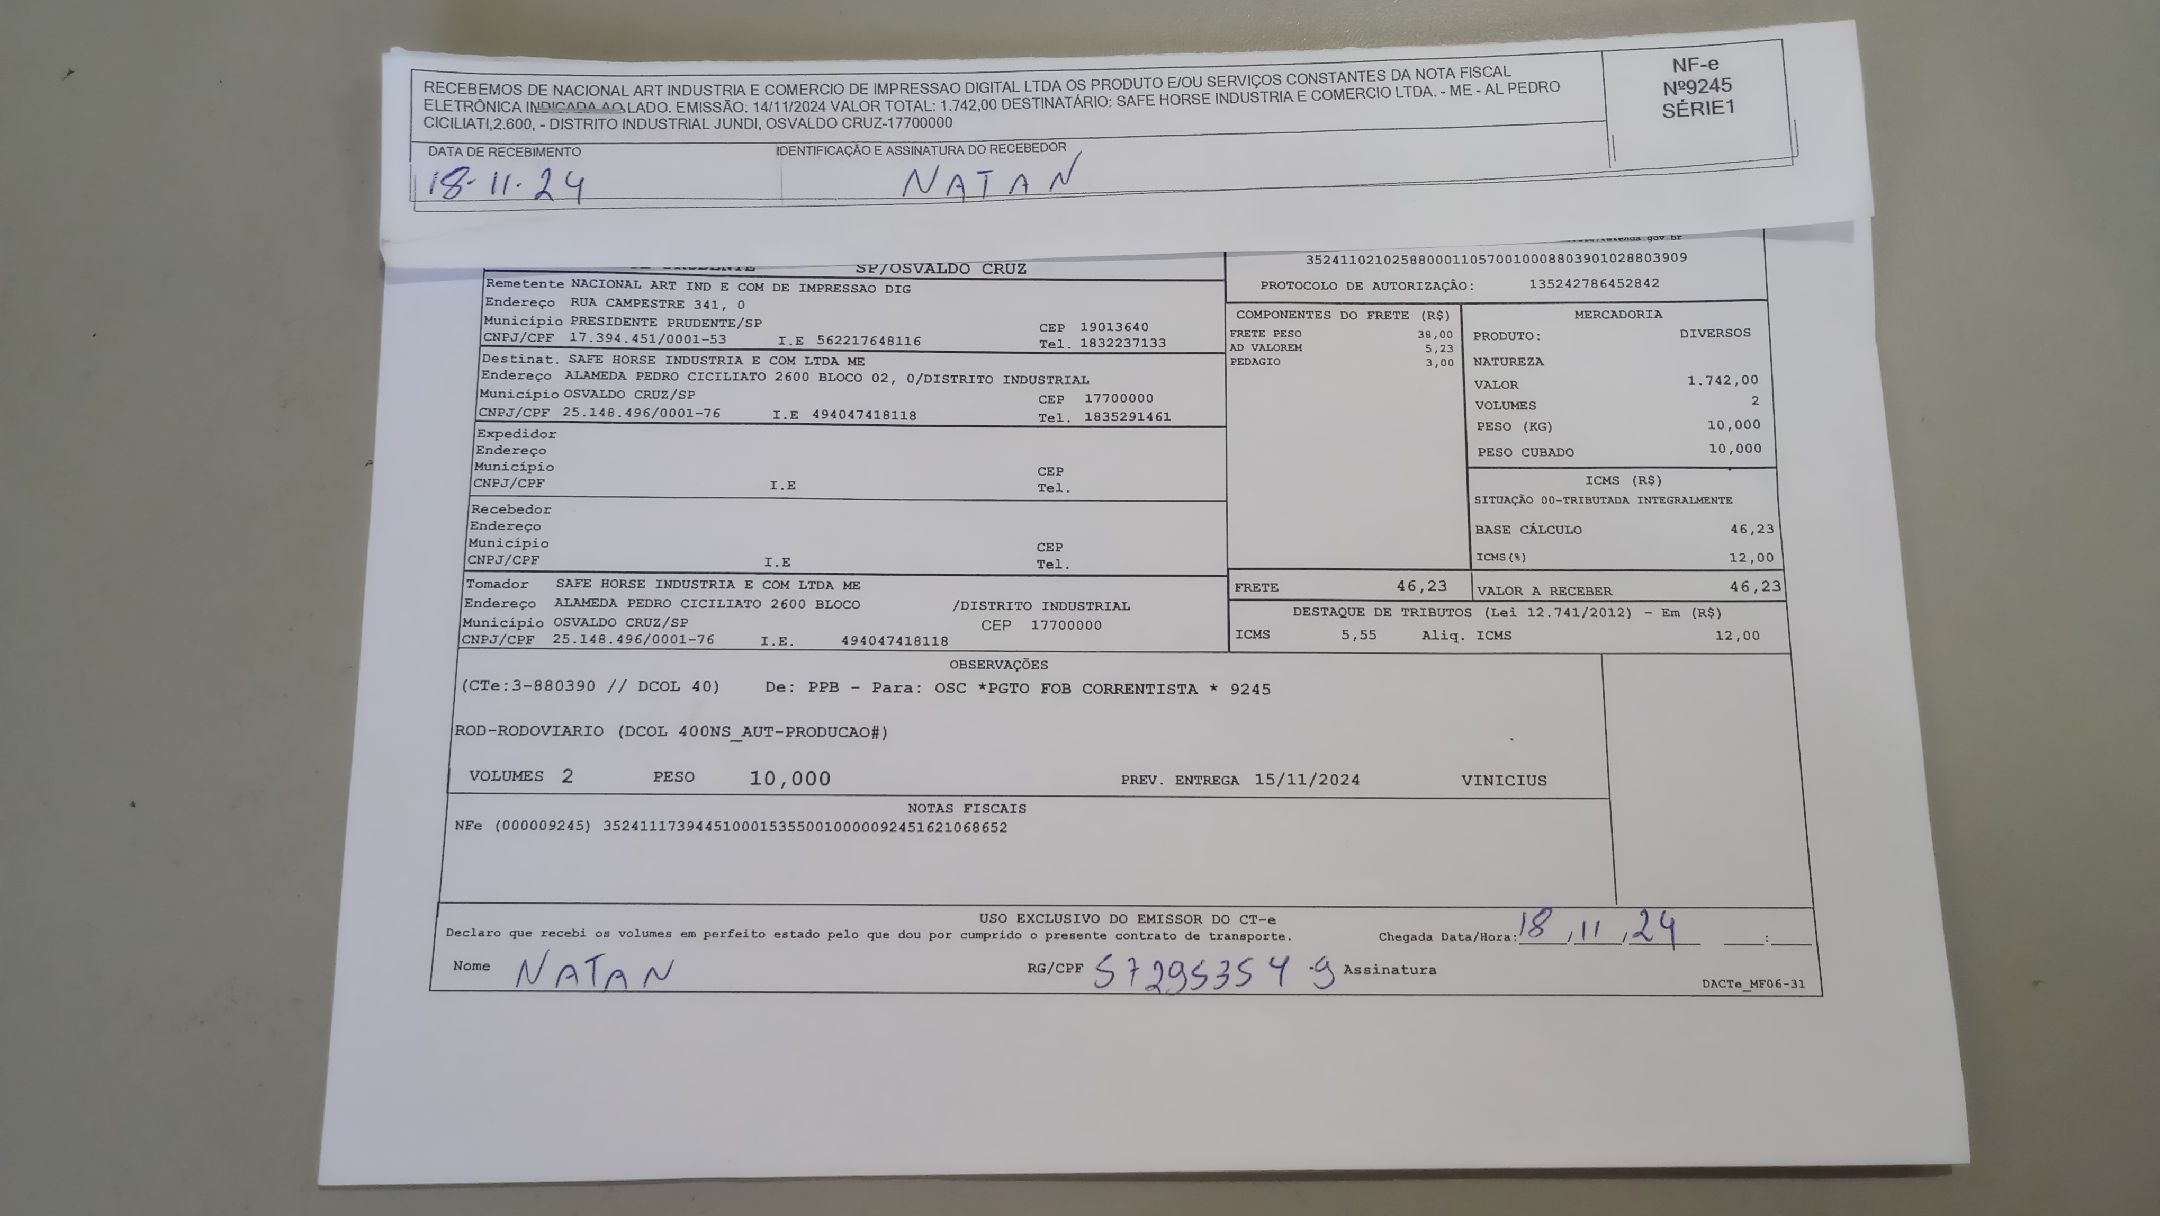 RECEBEMOS DE NACIONAL ART INDUSTRIA E COMERCIO DE IMPRESSAO DIGITAL LTDA OS PRODUTO E/OU SERVIÇOS CONSTANTES DA NOTA FISCAL
ELETRÔNICA INDICADA AO LADO. EMISSÃO: 14/11/2024 VALOR TOTAL: 1.742,00 DESTINATÁRIO: SAFE HORSE INDUSTRIA E COMERCIO LTDA. - ME - AL PEDRO
CICILIATI,2.600, - DISTRITO INDUSTRIAL JUNDI, OSVALDO CRUZ-17700000
NF-e
Nº9245
SÉRIE1
DATA DE RECEBIMENTO
18-11-24
IDENTIFICAÇÃO E ASSINATURA DO RECEBEDOR
NATAN
SP/OSVALDO CRUZ
Remetente NACIONAL ART IND E COM DE IMPRESSAO DIG
Endereço RUA CAMPESTRE 341, 0
Município PRESIDENTE PRUDENTE/SP CEP 19013640
CNPJ/CPF 17.394.451/0001-53 I.E 562217648116 Tel. 1832237133
Destinat. SAFE HORSE INDUSTRIA E COM LTDA ME
Endereço ALAMEDA PEDRO CICILIATO 2600 BLOCO 02, 0/DISTRITO INDUSTRIAL
Município OSVALDO CRUZ/SP CEP 17700000
CNPJ/CPF 25.148.496/0001-76 I.E 494047418118 Tel. 1835291461
Expedidor
Endereço
Município CEP
CNPJ/CPF I.E Tel.
Recebedor
Endereço
Município CEP
CNPJ/CPF I.E Tel.
Tomador SAFE HORSE INDUSTRIA E COM LTDA ME
Endereço ALAMEDA PEDRO CICILIATO 2600 BLOCO /DISTRITO INDUSTRIAL
Município OSVALDO CRUZ/SP CEP 17700000
CNPJ/CPF 25.148.496/0001-76 I.E. 494047418118
35241102102588000110570010008803901028803909
PROTOCOLO DE AUTORIZAÇÃO: 135242786452842
COMPONENTES DO FRETE (R$)
FRETE PESO 38,00
AD VALOREM 5,23
PEDAGIO 3,00
MERCADORIA
PRODUTO: DIVERSOS
NATUREZA
VALOR 1.742,00
VOLUMES 2
PESO (KG) 10,000
PESO CUBADO 10,000
ICMS (R$)
SITUAÇÃO 00-TRIBUTADA INTEGRALMENTE
BASE CÁLCULO 46,23
ICMS(%) 12,00
FRETE 46,23 VALOR A RECEBER 46,23
DESTAQUE DE TRIBUTOS (Lei 12.741/2012) - Em (R$)
ICMS 5,55 Aliq. ICMS 12,00
OBSERVAÇÕES
(CTe:3-880390 // DCOL 40) De: PPB - Para: OSC *PGTO FOB CORRENTISTA * 9245
ROD-RODOVIARIO (DCOL 400NS_AUT-PRODUCAO#)
VOLUMES 2 PESO 10,000 PREV. ENTREGA 15/11/2024 VINICIUS
NOTAS FISCAIS
NFe (000009245) 35241117394451000153550010000092451621068652
USO EXCLUSIVO DO EMISSOR DO CT-e
Declaro que recebi os volumes em perfeito estado pelo que dou por cumprido o presente contrato de transporte. Chegada Data/Hora: 18/11/24 __:__
Nome NATAN RG/CPF 57295354-9 Assinatura
DACTe_MF06-31